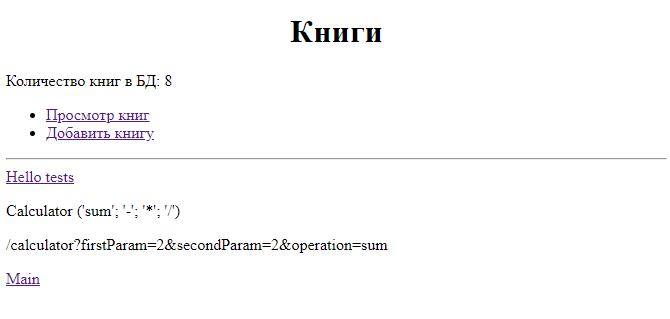 Книги
Количество книг в БД: 8
Просмотр книг
Добавить книгу
Hello tests
Calculator ('sum'; '-'; '*'; '/')
/calculator?firstParam=2&secondParam=2&operation=sum
Main